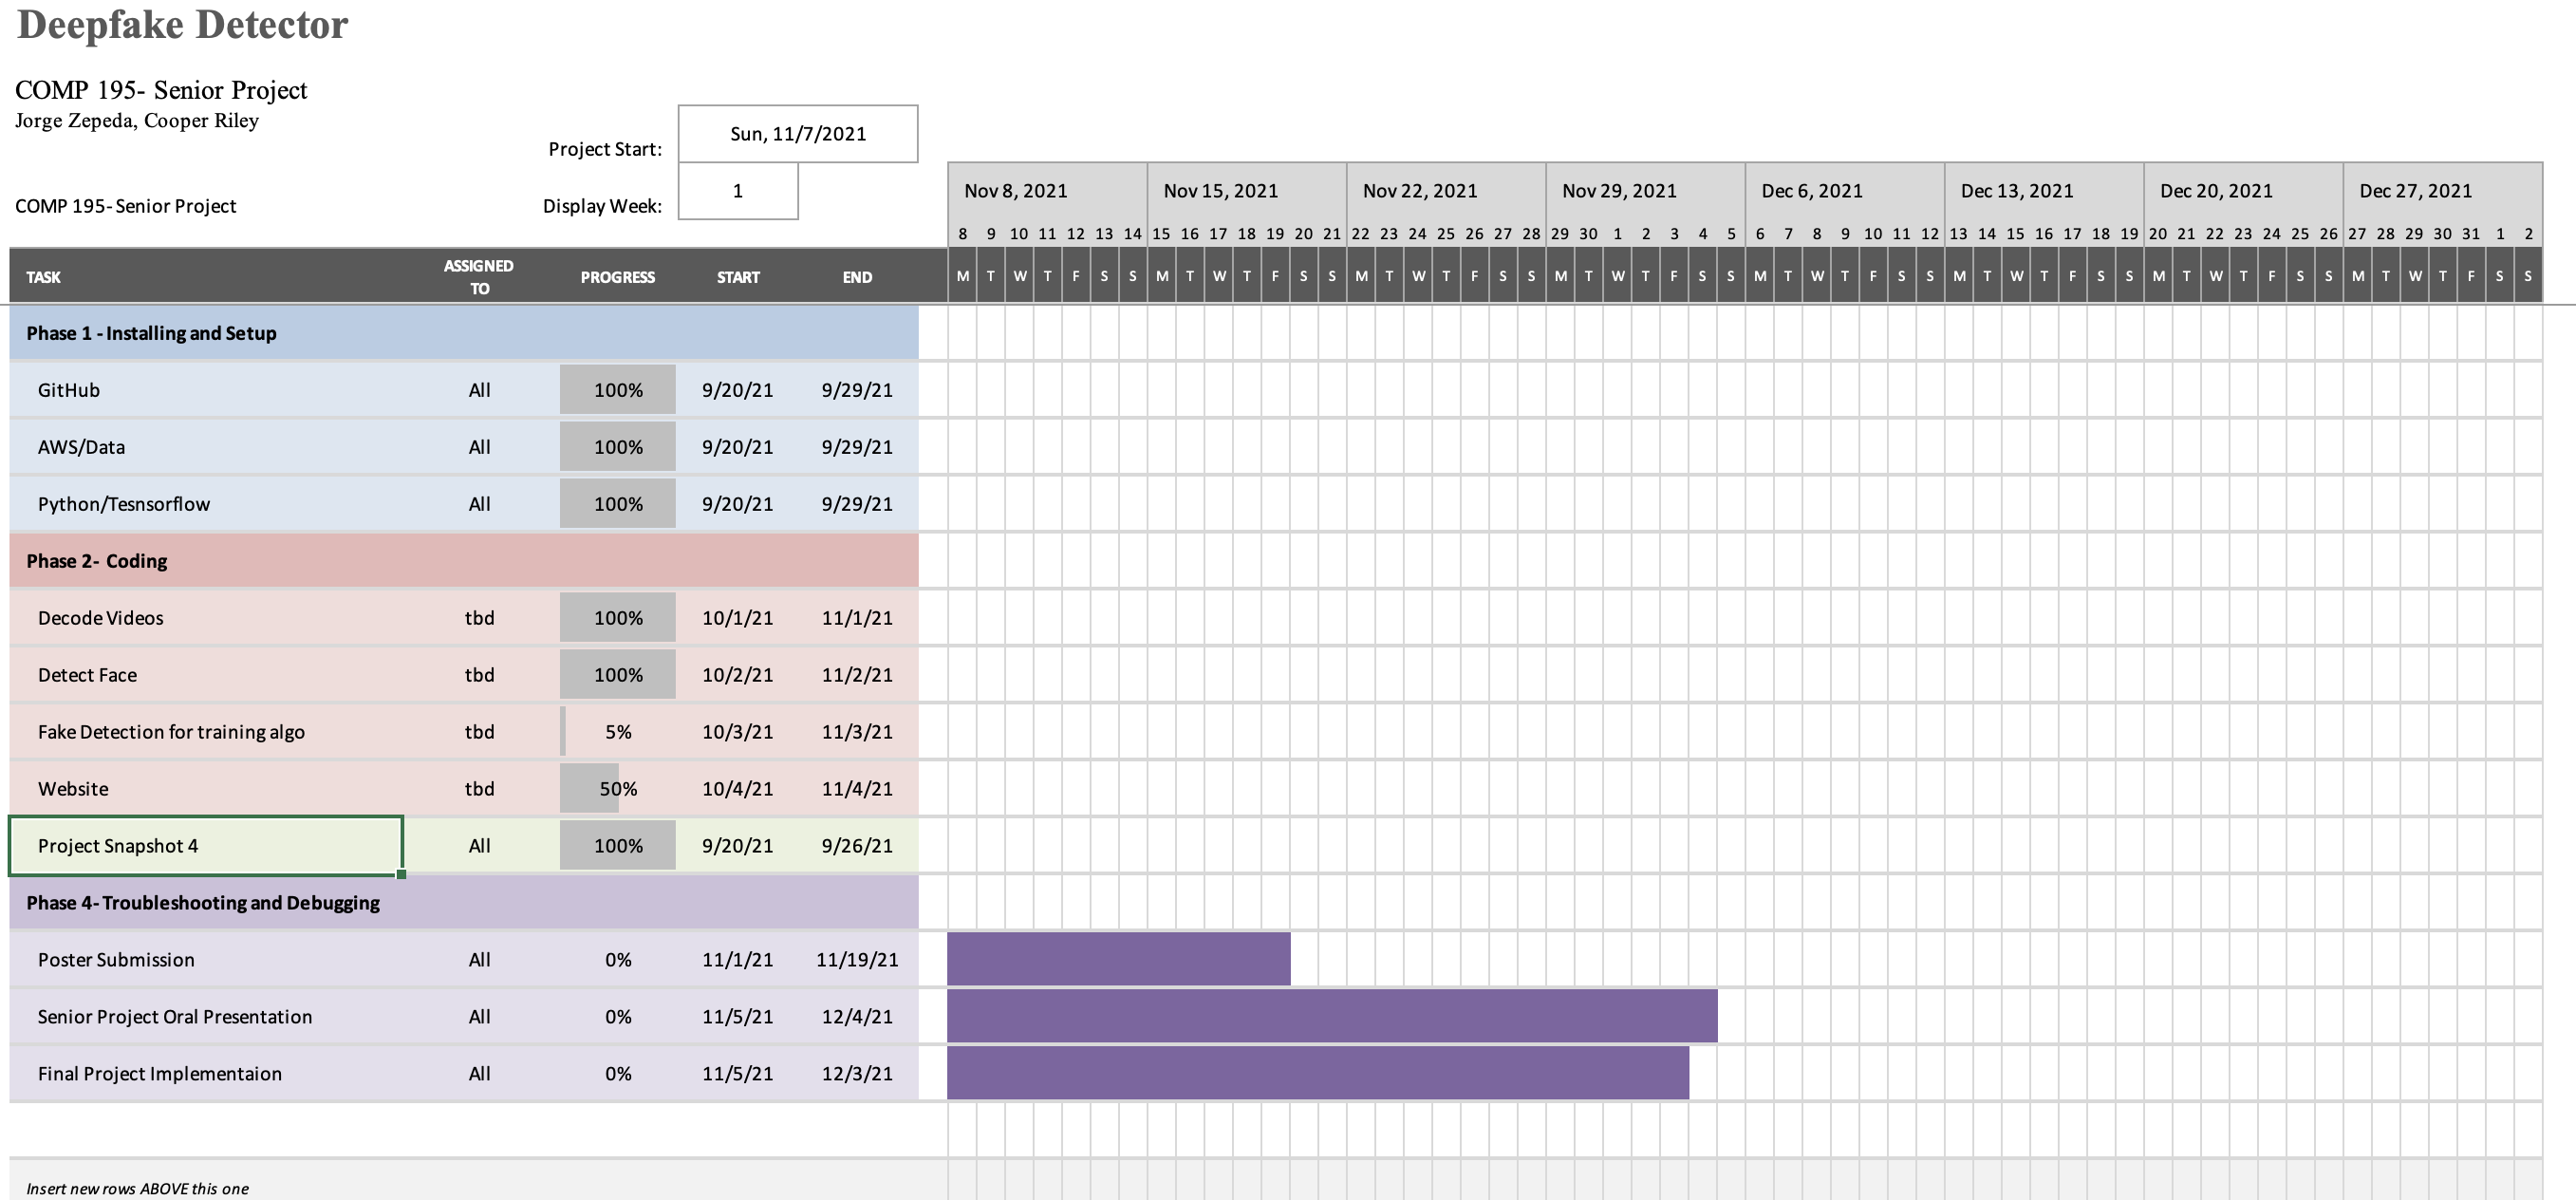 Deepfake Detector
COMP 195- Senior Project
Jorge Zepeda, Cooper Riley
Project Start: Sun, 11/7/2021
COMP 195- Senior Project Display Week: 1
Nov 8, 2021 Nov 15, 2021 Nov 22, 2021 Nov 29, 2021 Dec 6, 2021 Dec 13, 2021 Dec 20, 2021 Dec 27, 2021
8 9 10 11 12 13 14 15 16 17 18 19 20 21 22 23 24 25 26 27 28 29 30 1 2 3 4 5 6 7 8 9 10 11 12 13 14 15 16 17 18 19 20 21 22 23 24 25 26 27 28 29 30 31 1 2
TASK ASSIGNED TO PROGRESS START END M T W T F S S M T W T F S S M T W T F S S M T W T F S S M T W T F S S M T W T F S S M T W T F S S M T W T F S S
Phase 1 - Installing and Setup
GitHub All 100% 9/20/21 9/29/21
AWS/Data All 100% 9/20/21 9/29/21
Python/Tesnsorflow All 100% 9/20/21 9/29/21
Phase 2- Coding
Decode Videos tbd 100% 10/1/21 11/1/21
Detect Face tbd 100% 10/2/21 11/2/21
Fake Detection for training algo tbd 5% 10/3/21 11/3/21
Website tbd 50% 10/4/21 11/4/21
Project Snapshot 4 All 100% 9/20/21 9/26/21
Phase 4- Troubleshooting and Debugging
Poster Submission All 0% 11/1/21 11/19/21
Senior Project Oral Presentation All 0% 11/5/21 12/4/21
Final Project Implementaion All 0% 11/5/21 12/3/21
Insert new rows ABOVE this one